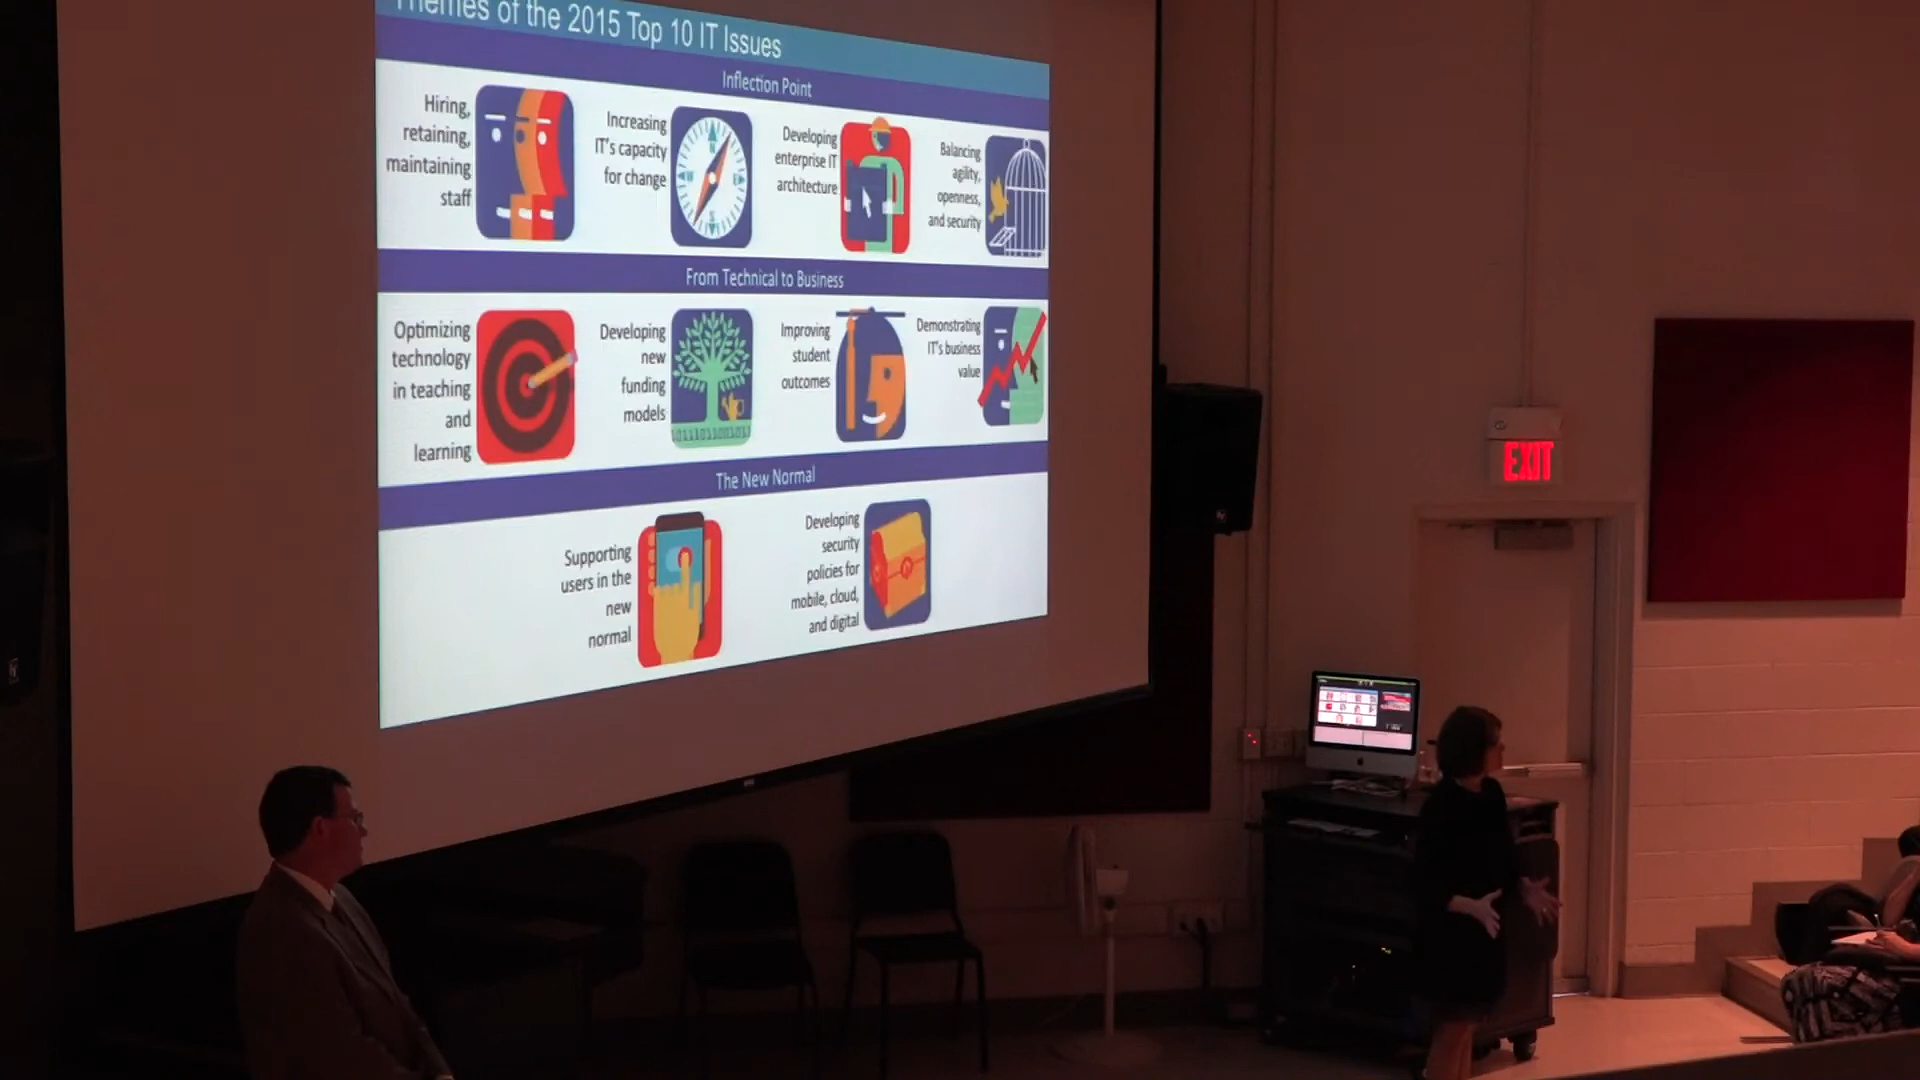 Themes of the 2015 Top 10 IT Issues
Inflection Point
Hiring,
retaining,
maintaining
staff
Increasing
IT's capacity
for change
Developing
enterprise IT
architecture
Balancing
agility,
openness,
and security
From Technical to Business
Optimizing
technology
in teaching
and
learning
Developing
new
funding
models
Improving
student
outcomes
Demonstrating
IT's business
value
The New Normal
Supporting
users in the
new
normal
Developing
security
policies for
mobile, cloud,
and digital
EXIT